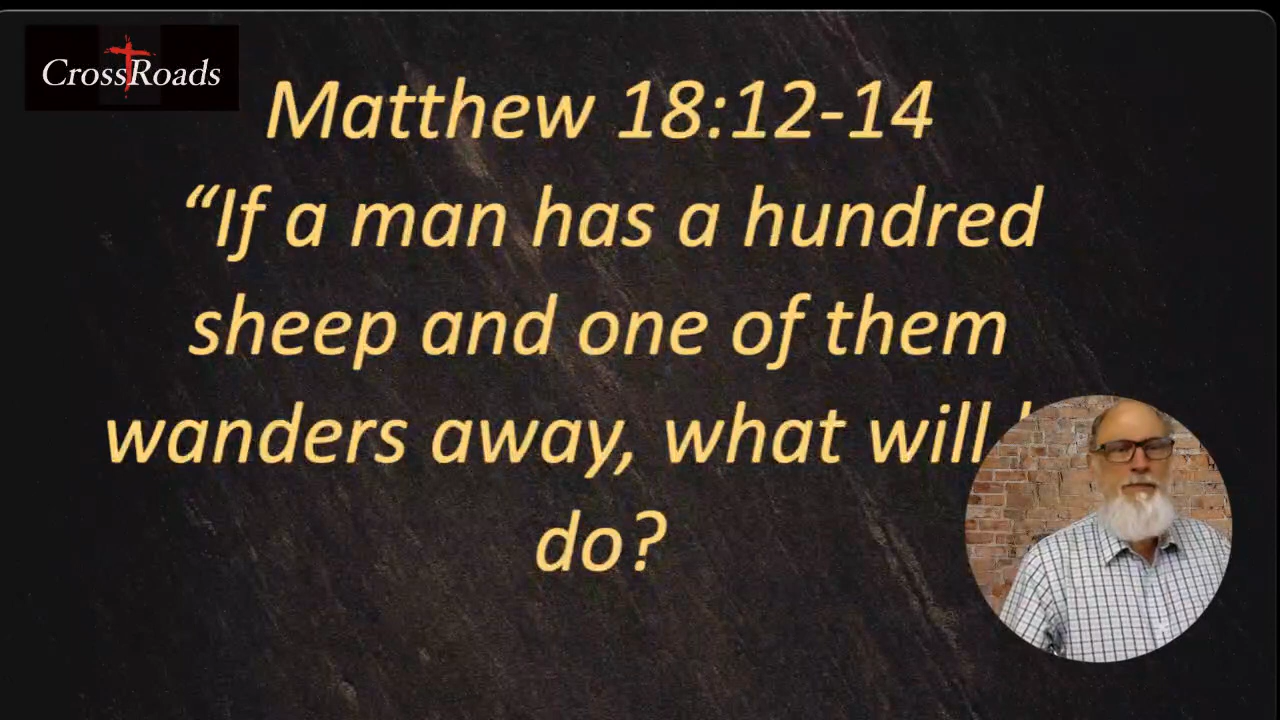 CrossRoads
Matthew 18:12-14
“If a man has a hundred
sheep and one of them
wanders away, what will
do?